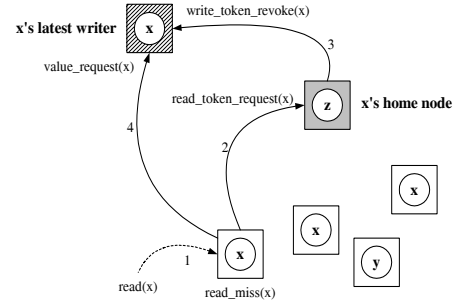 write_token_revoke(x)
x's latest writer
x
3
value_request(x)
read_token_request(x)
z
x's home node
4
2
x
x
x
y
1
read(x)
read_miss(x)